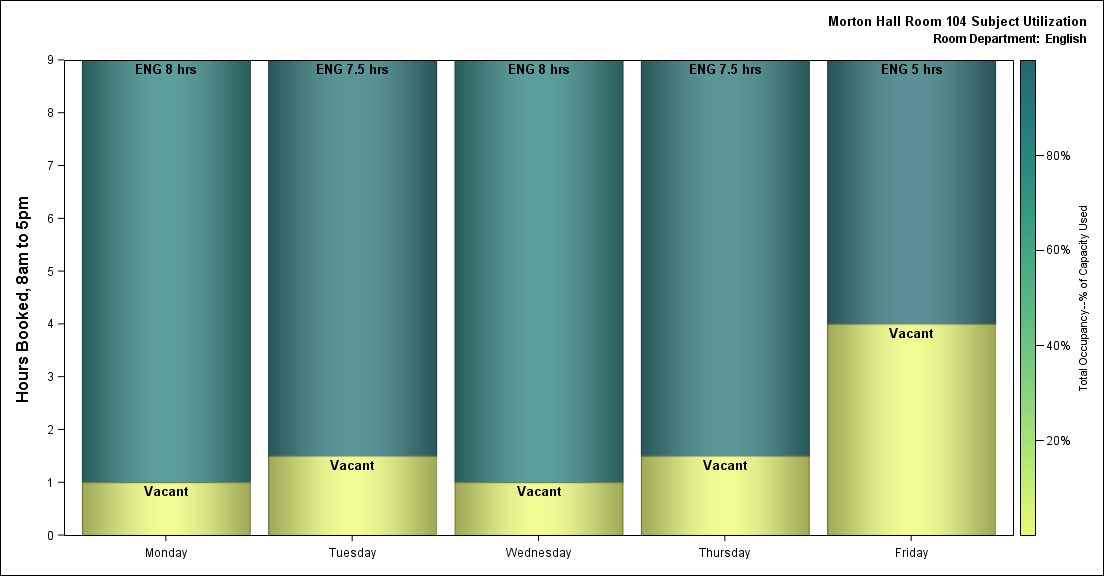 Morton Hall Room 104 Subject Utilization
Room Department: English
Hours Booked, 8am to 5pm
9
8
7
6
5
4
3
2
1
0
ENG 8 hrs
ENG 7.5 hrs
ENG 8 hrs
ENG 7.5 hrs
ENG 5 hrs
Vacant
Vacant
Vacant
Vacant
Vacant
Monday
Tuesday
Wednesday
Thursday
Friday
80%
60%
40%
20%
Total Occupancy--% of Capacity Used